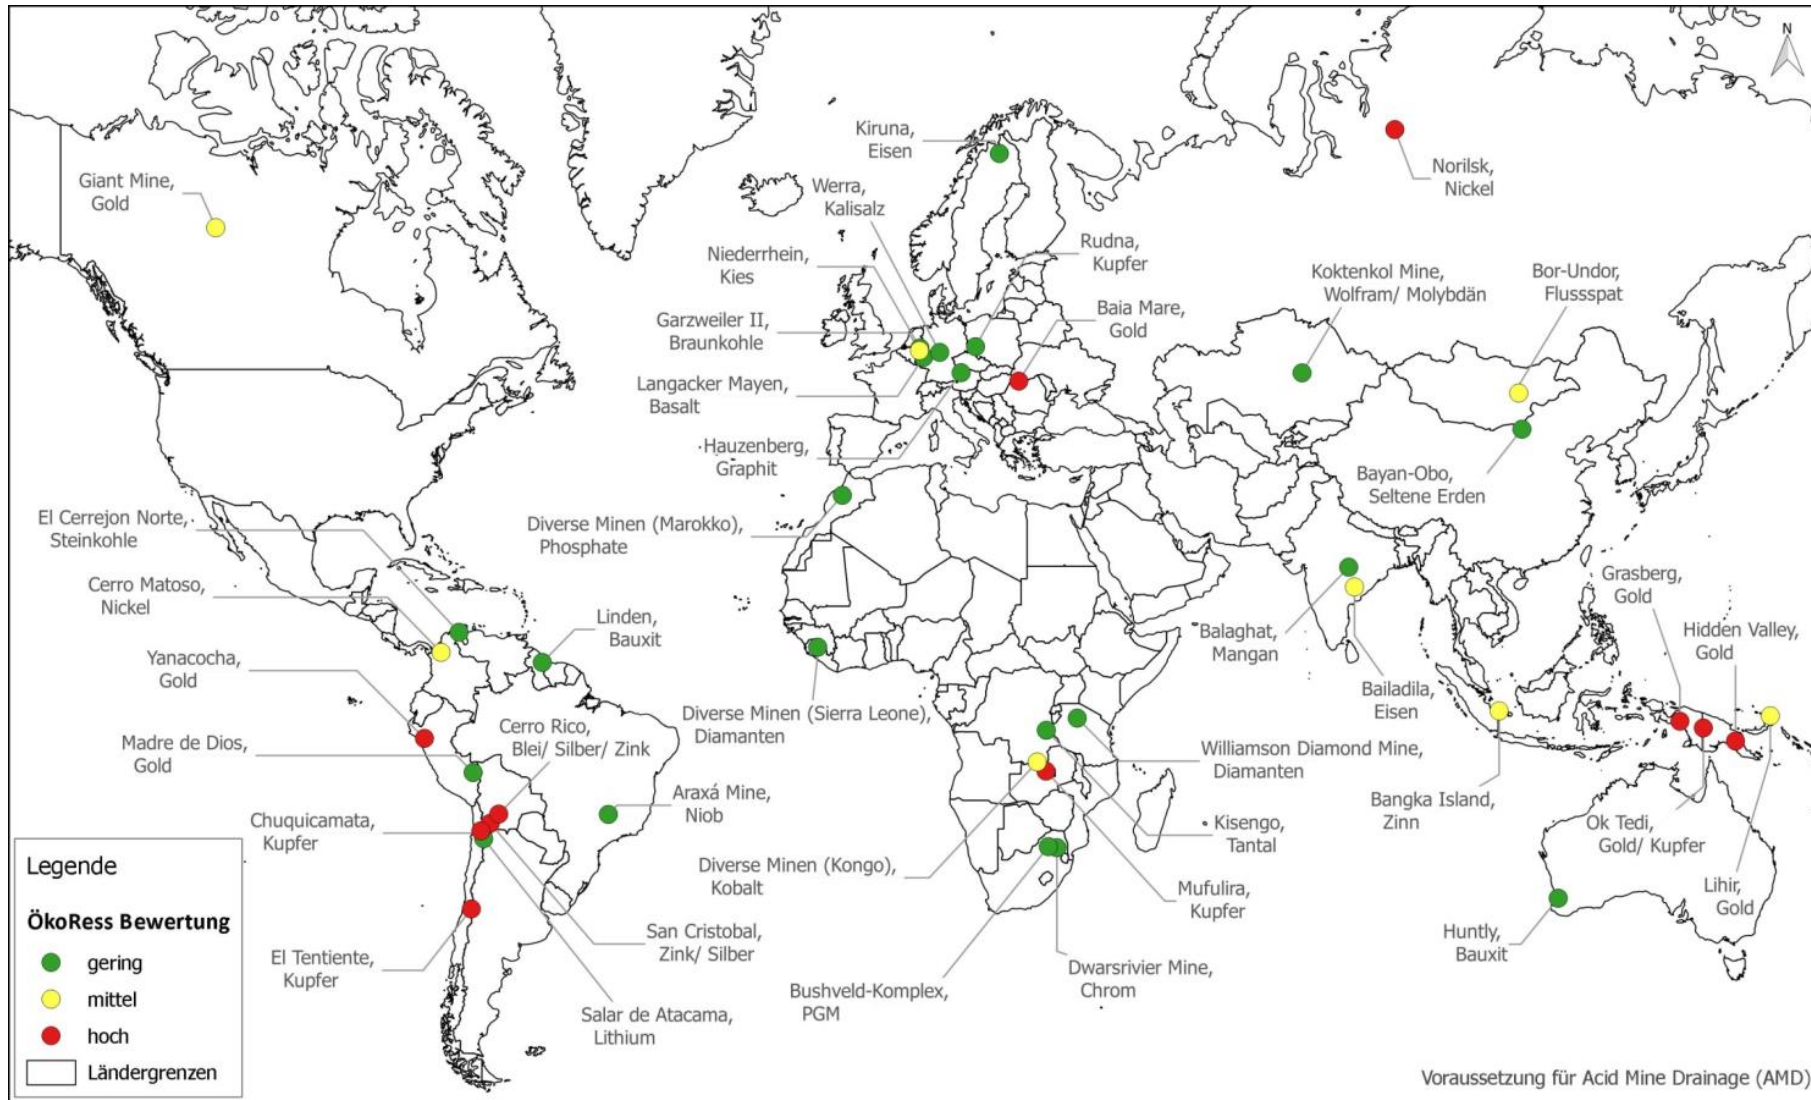 N
Kiruna,
Eisen
Norilsk,
Nickel
Giant Mine,
Gold
Werra,
Kalisalz
Rudna,
Kupfer
Niederrhein,
Kies
Koktenkol Mine,
Wolfram/ Molybdän
Bor-Undor,
Flussspat
Garzweiler II,
Braunkohle
Baia Mare,
Gold
Langacker Mayen,
Basalt
Hauzenberg,
Graphit
Bayan-Obo,
Seltene Erden
El Cerrejon Norte,
Steinkohle
Diverse Minen (Marokko),
Phosphate
Cerro Matoso,
Nickel
Grasberg,
Gold
Linden,
Bauxit
Balaghat,
Mangan
Hidden Valley,
Gold
Yanacocha,
Gold
Bailadila,
Eisen
Diverse Minen (Sierra Leone),
Diamanten
Cerro Rico,
Blei/ Silber/ Zink
Madre de Dios,
Gold
Williamson Diamond Mine,
Diamanten
Araxá Mine,
Niob
Bangka Island,
Zinn
Chuquicamata,
Kupfer
Kisengo,
Tantal
Ok Tedi,
Gold/ Kupfer
Diverse Minen (Kongo),
Kobalt
Mufulira,
Kupfer
Lihir,
Gold
San Cristobal,
Zink/ Silber
Huntly,
Bauxit
El Tentiente,
Kupfer
Dwarsrivier Mine,
Chrom
Bushveld-Komplex,
PGM
Salar de Atacama,
Lithium
Legende
ÖkoRess Bewertung
gering
mittel
hoch
Ländergrenzen
Voraussetzung für Acid Mine Drainage (AMD)